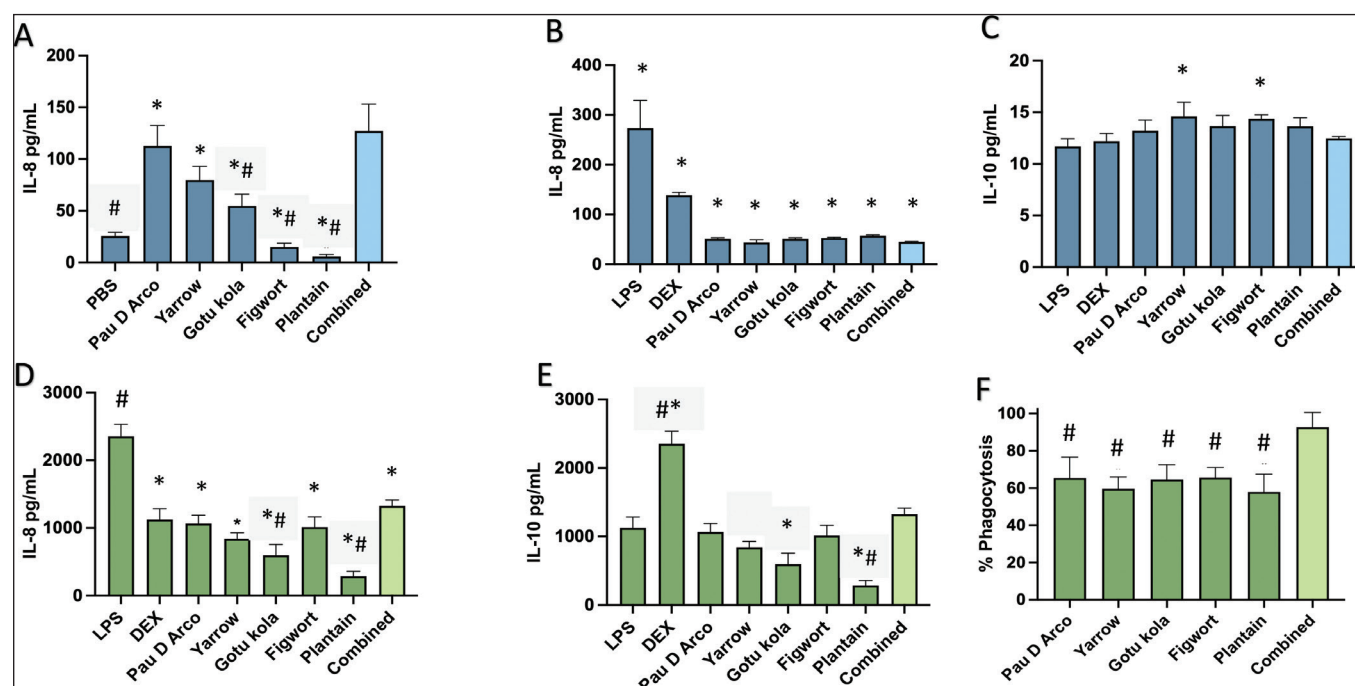 A
IL-8 pg/mL
200
150
100
50
0
#
*
*
*#
*#
*#
PBS
Pau D Arco
Yarrow
Gotu kola
Figwort
Plantain
Combined
B
IL-8 pg/mL
400
300
200
100
0
*
*
*
*
*
*
*
*
LPS
DEX
Pau D Arco
Yarrow
Gotu kola
Figwort
Plantain
Combined
C
IL-10 pg/mL
20
15
10
5
0
*
*
LPS
DEX
Pau D Arco
Yarrow
Gotu kola
Figwort
Plantain
Combined
D
IL-8 pg/mL
3000
2000
1000
0
#
*
*
*
*#
*
*#
*
LPS
DEX
Pau D Arco
Yarrow
Gotu kola
Figwort
Plantain
Combined
E
IL-10 pg/mL
3000
2000
1000
0
#*
*
*#
LPS
DEX
Pau D Arco
Yarrow
Gotu kola
Figwort
Plantain
Combined
F
% Phagocytosis
100
80
60
40
20
0
#
#
#
#
#
Pau D Arco
Yarrow
Gotu kola
Figwort
Plantain
Combined